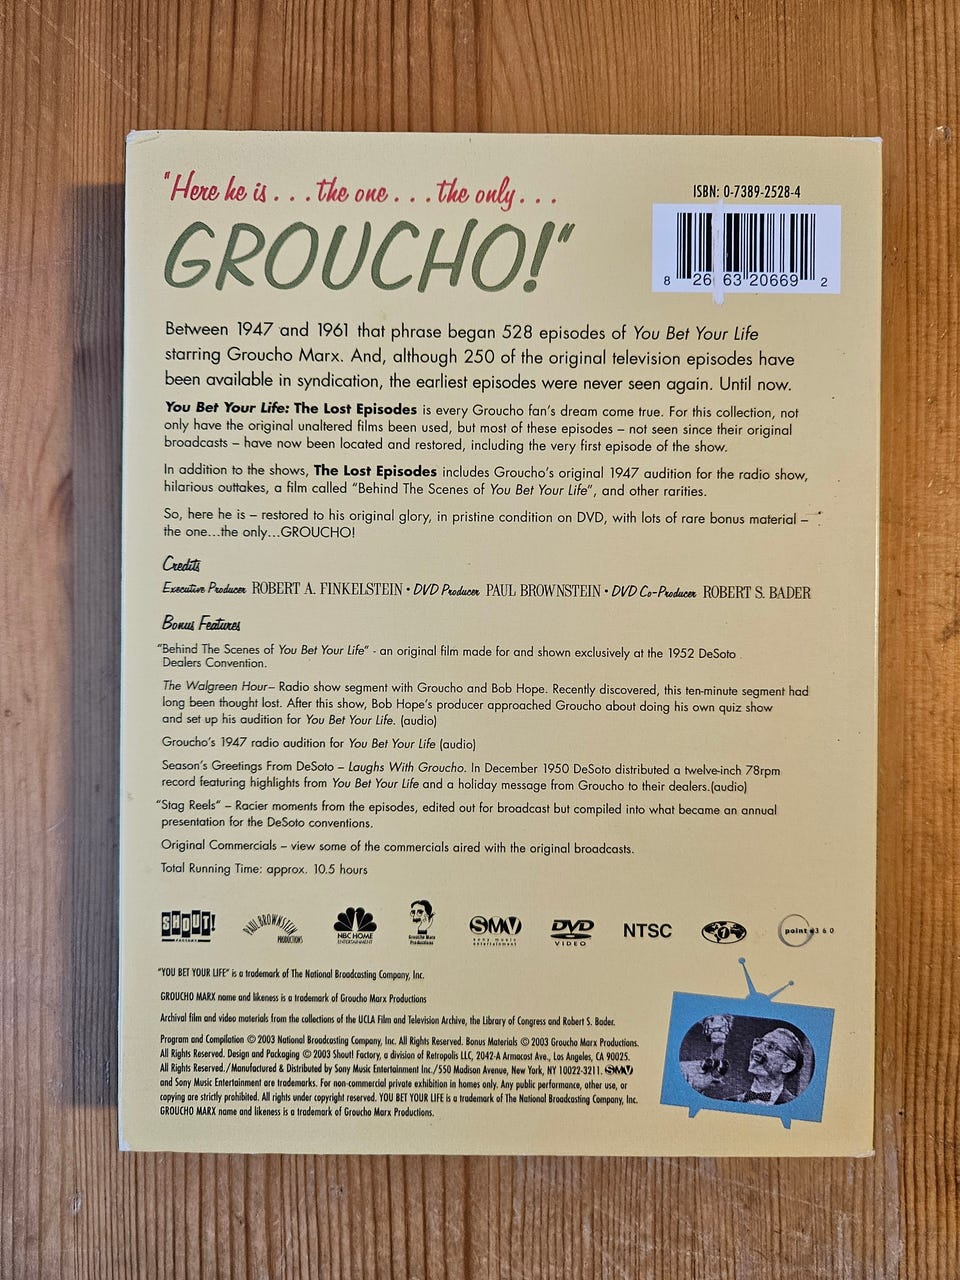 "Here he is . . . the one . . . the only . . .
GROUCHO!"
ISBN: 0-7389-2528-4
8 26 63 20669 2
Between 1947 and 1961 that phrase began 528 episodes of You Bet Your Life
starring Groucho Marx. And, although 250 of the original television episodes have
been available in syndication, the earliest episodes were never seen again. Until now.
You Bet Your Life: The Lost Episodes is every Groucho fan's dream come true. For this collection, not
only have the original unaltered films been used, but most of these episodes – not seen since their original
broadcasts – have now been located and restored, including the very first episode of the show.
In addition to the shows, The Lost Episodes includes Groucho's original 1947 audition for the radio show,
hilarious outtakes, a film called "Behind The Scenes of You Bet Your Life", and other rarities.
So, here he is – restored to his original glory, in pristine condition on DVD, with lots of rare bonus material –
the one...the only...GROUCHO!
Credits
Executive Producer ROBERT A. FINKELSTEIN • DVD Producer PAUL BROWNSTEIN • DVD Co-Producer ROBERT S. BADER
Bonus Features
"Behind The Scenes of You Bet Your Life" - an original film made for and shown exclusively at the 1952 DeSoto
Dealers Convention.
The Walgreen Hour– Radio show segment with Groucho and Bob Hope. Recently discovered, this ten-minute segment had
long been thought lost. After this show, Bob Hope's producer approached Groucho about doing his own quiz show
and set up his audition for You Bet Your Life. (audio)
Groucho's 1947 radio audition for You Bet Your Life (audio)
Season's Greetings From DeSoto – Laughs With Groucho. In December 1950 DeSoto distributed a twelve-inch 78rpm
record featuring highlights from You Bet Your Life and a holiday message from Groucho to their dealers.(audio)
"Stag Reels" – Racier moments from the episodes, edited out for broadcast but compiled into what became an annual
presentation for the DeSoto conventions.
Original Commercials – view some of the commercials aired with the original broadcasts.
Total Running Time: approx. 10.5 hours
SHOUT! FACTORY
PAUL BROWNSTEIN PRODUCTIONS
NBC HOME ENTERTAINMENT
Groucho Marx Productions
SMV sony music entertainment
DVD VIDEO
NTSC
1
point 360
"YOU BET YOUR LIFE" is a trademark of The National Broadcasting Company, Inc.
GROUCHO MARX name and likeness is a trademark of Groucho Marx Productions
Archival film and video materials from the collections of the UCLA Film and Television Archive, the Library of Congress and Robert S. Bader.
Program and Compilation © 2003 National Broadcasting Company, Inc. All Rights Reserved. Bonus Materials © 2003 Groucho Marx Productions.
All Rights Reserved. Design and Packaging © 2003 Shout! Factory, a division of Retropolis LLC, 2042-A Armacost Ave., Los Angeles, CA 90025.
All Rights Reserved./Manufactured & Distributed by Sony Music Entertainment Inc./550 Madison Avenue, New York, NY 10022-3211. SMV
and Sony Music Entertainment are trademarks. For non-commercial private exhibition in homes only. Any public performance, other use, or
copying are strictly prohibited. All rights under copyright reserved. YOU BET YOUR LIFE is a trademark of The National Broadcasting Company, Inc.
GROUCHO MARX name and likeness is a trademark of Groucho Marx Productions.